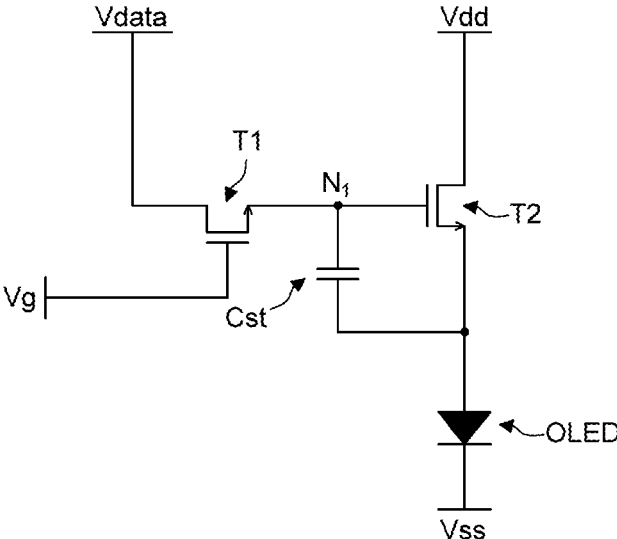 Vdata
Vdd
T1
N₁
T2
Vg
Cst
OLED
Vss